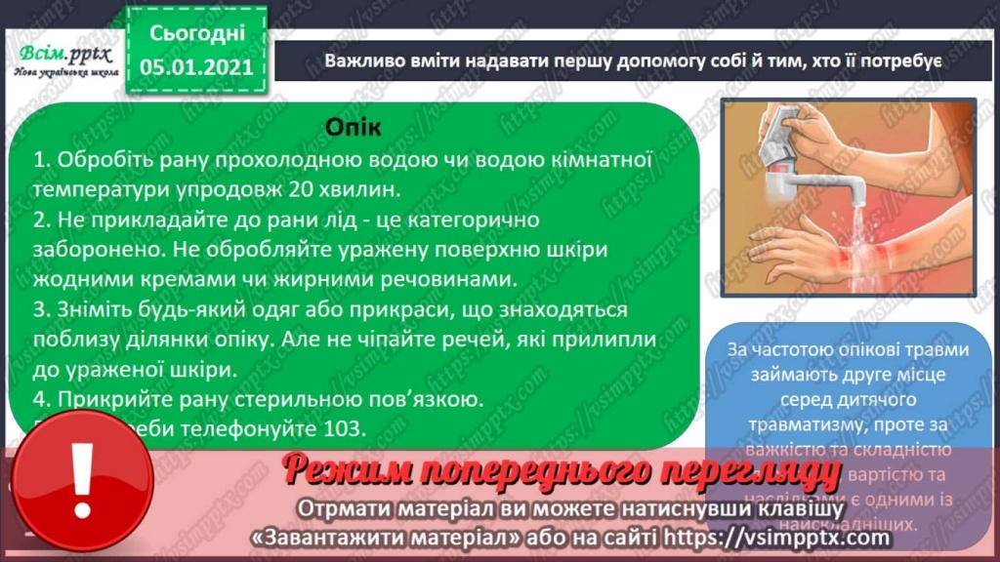 Всім.pptx
Нова українська школа
Сьогодні
05.01.2021
Важливо вміти надавати першу допомогу собі й тим, хто її потребує
Опік
1. Обробіть рану прохолодною водою чи водою кімнатної
температури упродовж 20 хвилин.
2. Не прикладайте до рани лід - це категорично
заборонено. Не обробляйте уражену поверхню шкіри
жодними кремами чи жирними речовинами.
3. Зніміть будь-який одяг або прикраси, що знаходяться
поблизу ділянки опіку. Але не чіпайте речей, які прилипли
до ураженої шкіри.
4. Прикрийте рану стерильною пов’язкою.
телефонуйте 103.
За частотою опікові травми
займають друге місце
серед дитячого
травматизму, проте за
важкістю та складністю
вартістю та
наслідками є одними із
найскладніших.
Режим попереднього перегляду
Отрмати матеріал ви можете натиснувши клавішу
«Завантажити матеріал» або на сайті https://vsimpptx.com